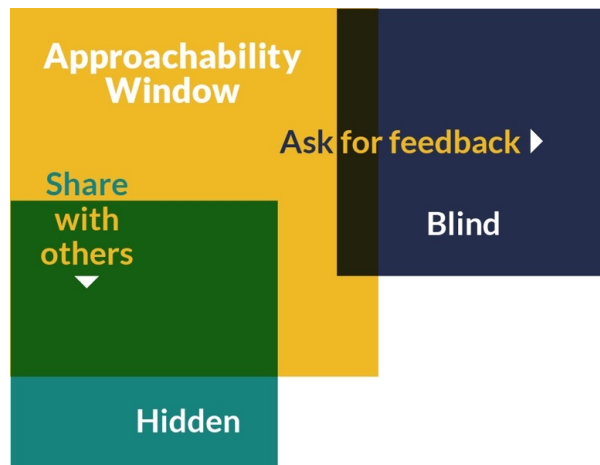 Approachability
Window
Ask for feedback
Share
with
others
Blind
Hidden